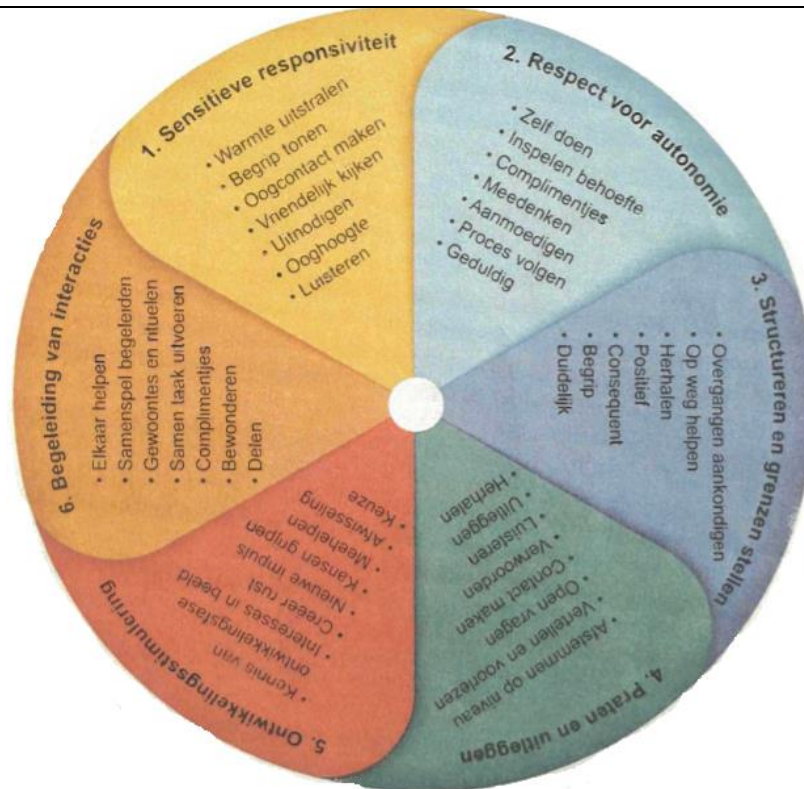 1. Sensitieve responsiviteit
• Warmte uitstralen
• Begrip tonen
• Oogcontact maken
• Vriendelijk kijken
• Uitnodigen
• Ooghoogte
• Luisteren
2. Respect voor autonomie
• Zelf doen
• Inspelen behoefte
• Complimentjes
• Meedenken
• Aanmoedigen
• Proces volgen
• Geduldig
3. Structureren en grenzen stellen
• Overgangen aankondigen
• Op weg helpen
• Herhalen
• Positief
• Consequent
• Begrip
• Duidelijk
4. Praten en uitleggen
• Afstemmen op niveau
• Vertellen en voorlezen
• Open vragen
• Contact maken
• Verwoorden
• Luisteren
• Uitleggen
• Herhalen
5. Ontwikkelingsstimulering
• Kennis van
ontwikkelingsfase
• Interesses in beeld
• Creëer rust
• Nieuwe impuls
• Kansen grijpen
• Meehelpen
• Afwisseling
• Keuze
6. Begeleiding van interacties
• Elkaar helpen
• Samenspel begeleiden
• Gewoontes en rituelen
• Samen taak uitvoeren
• Complimentjes
• Bewonderen
• Delen